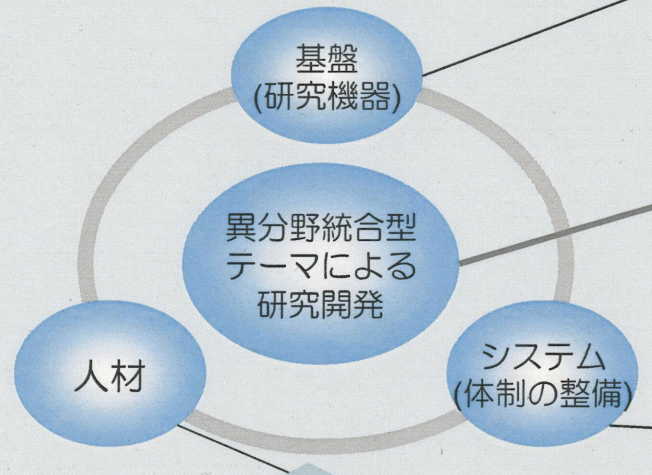 基盤
(研究機器)
異分野統合型
テーマによる
研究開発
人材
システム
(体制の整備)